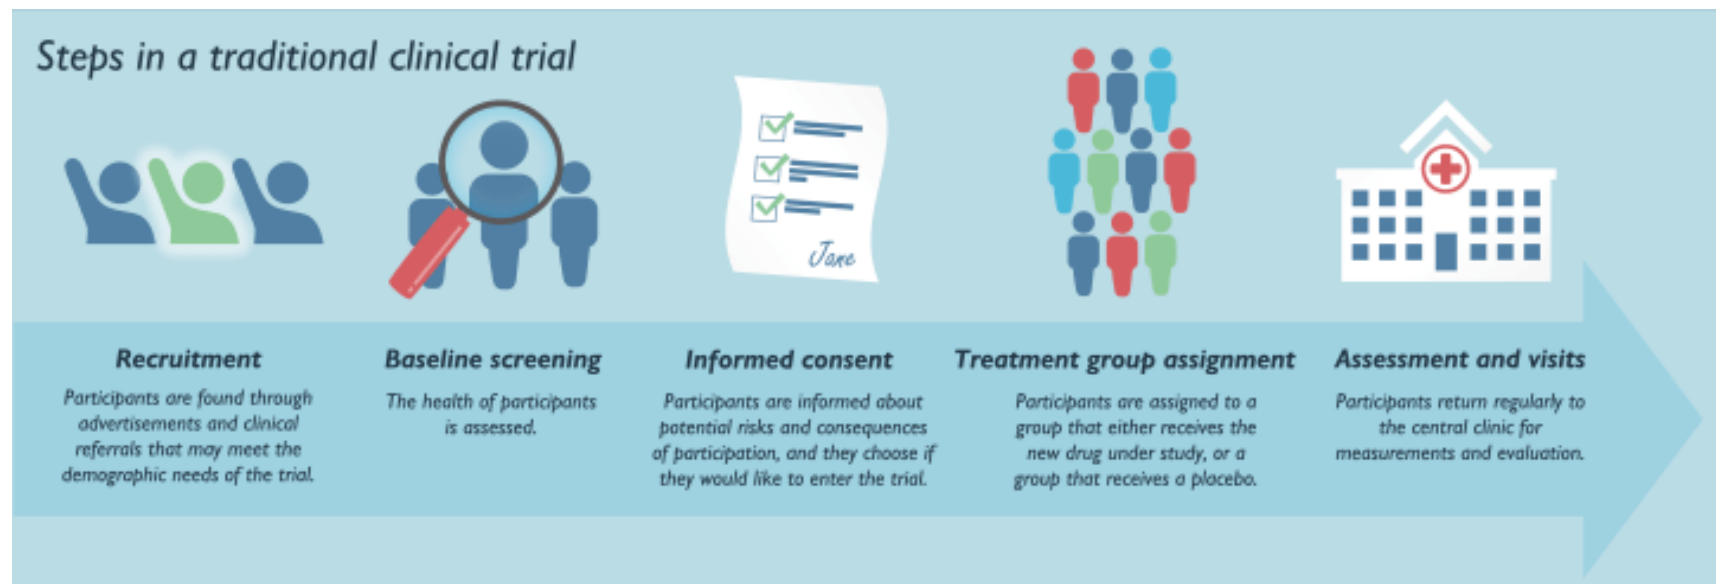 Steps in a traditional clinical trial
Jane
Recruitment
Participants are found through
advertisements and clinical
referrals that may meet the
demographic needs of the trial.
Baseline screening
The health of participants
is assessed.
Informed consent
Participants are informed about
potential risks and consequences
of participation, and they choose if
they would like to enter the trial.
Treatment group assignment
Participants are assigned to a
group that either receives the
new drug under study, or a
group that receives a placebo.
Assessment and visits
Participants return regularly to
the central clinic for
measurements and evaluation.